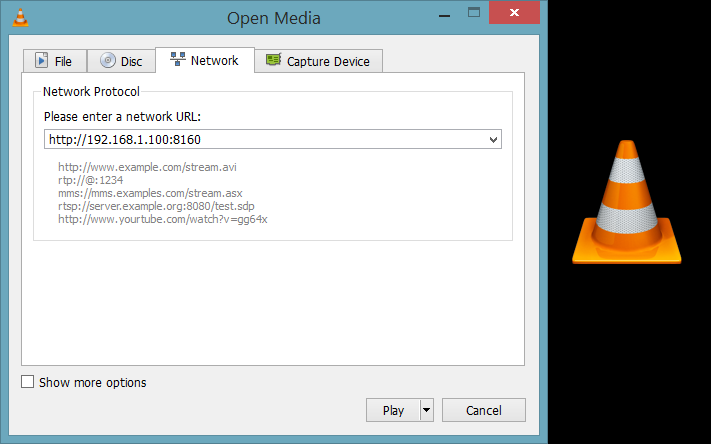 Open Media
File
Disc
Network
Capture Device
Network Protocol
Please enter a network URL:
http://192.168.1.100:8160
http://www.example.com/stream.avi
rtp://@:1234
mms://mms.examples.com/stream.asx
rtsp://server.example.org:8080/test.sdp
http://www.yourtube.com/watch?v=gg64x
Show more options
Play
Cancel